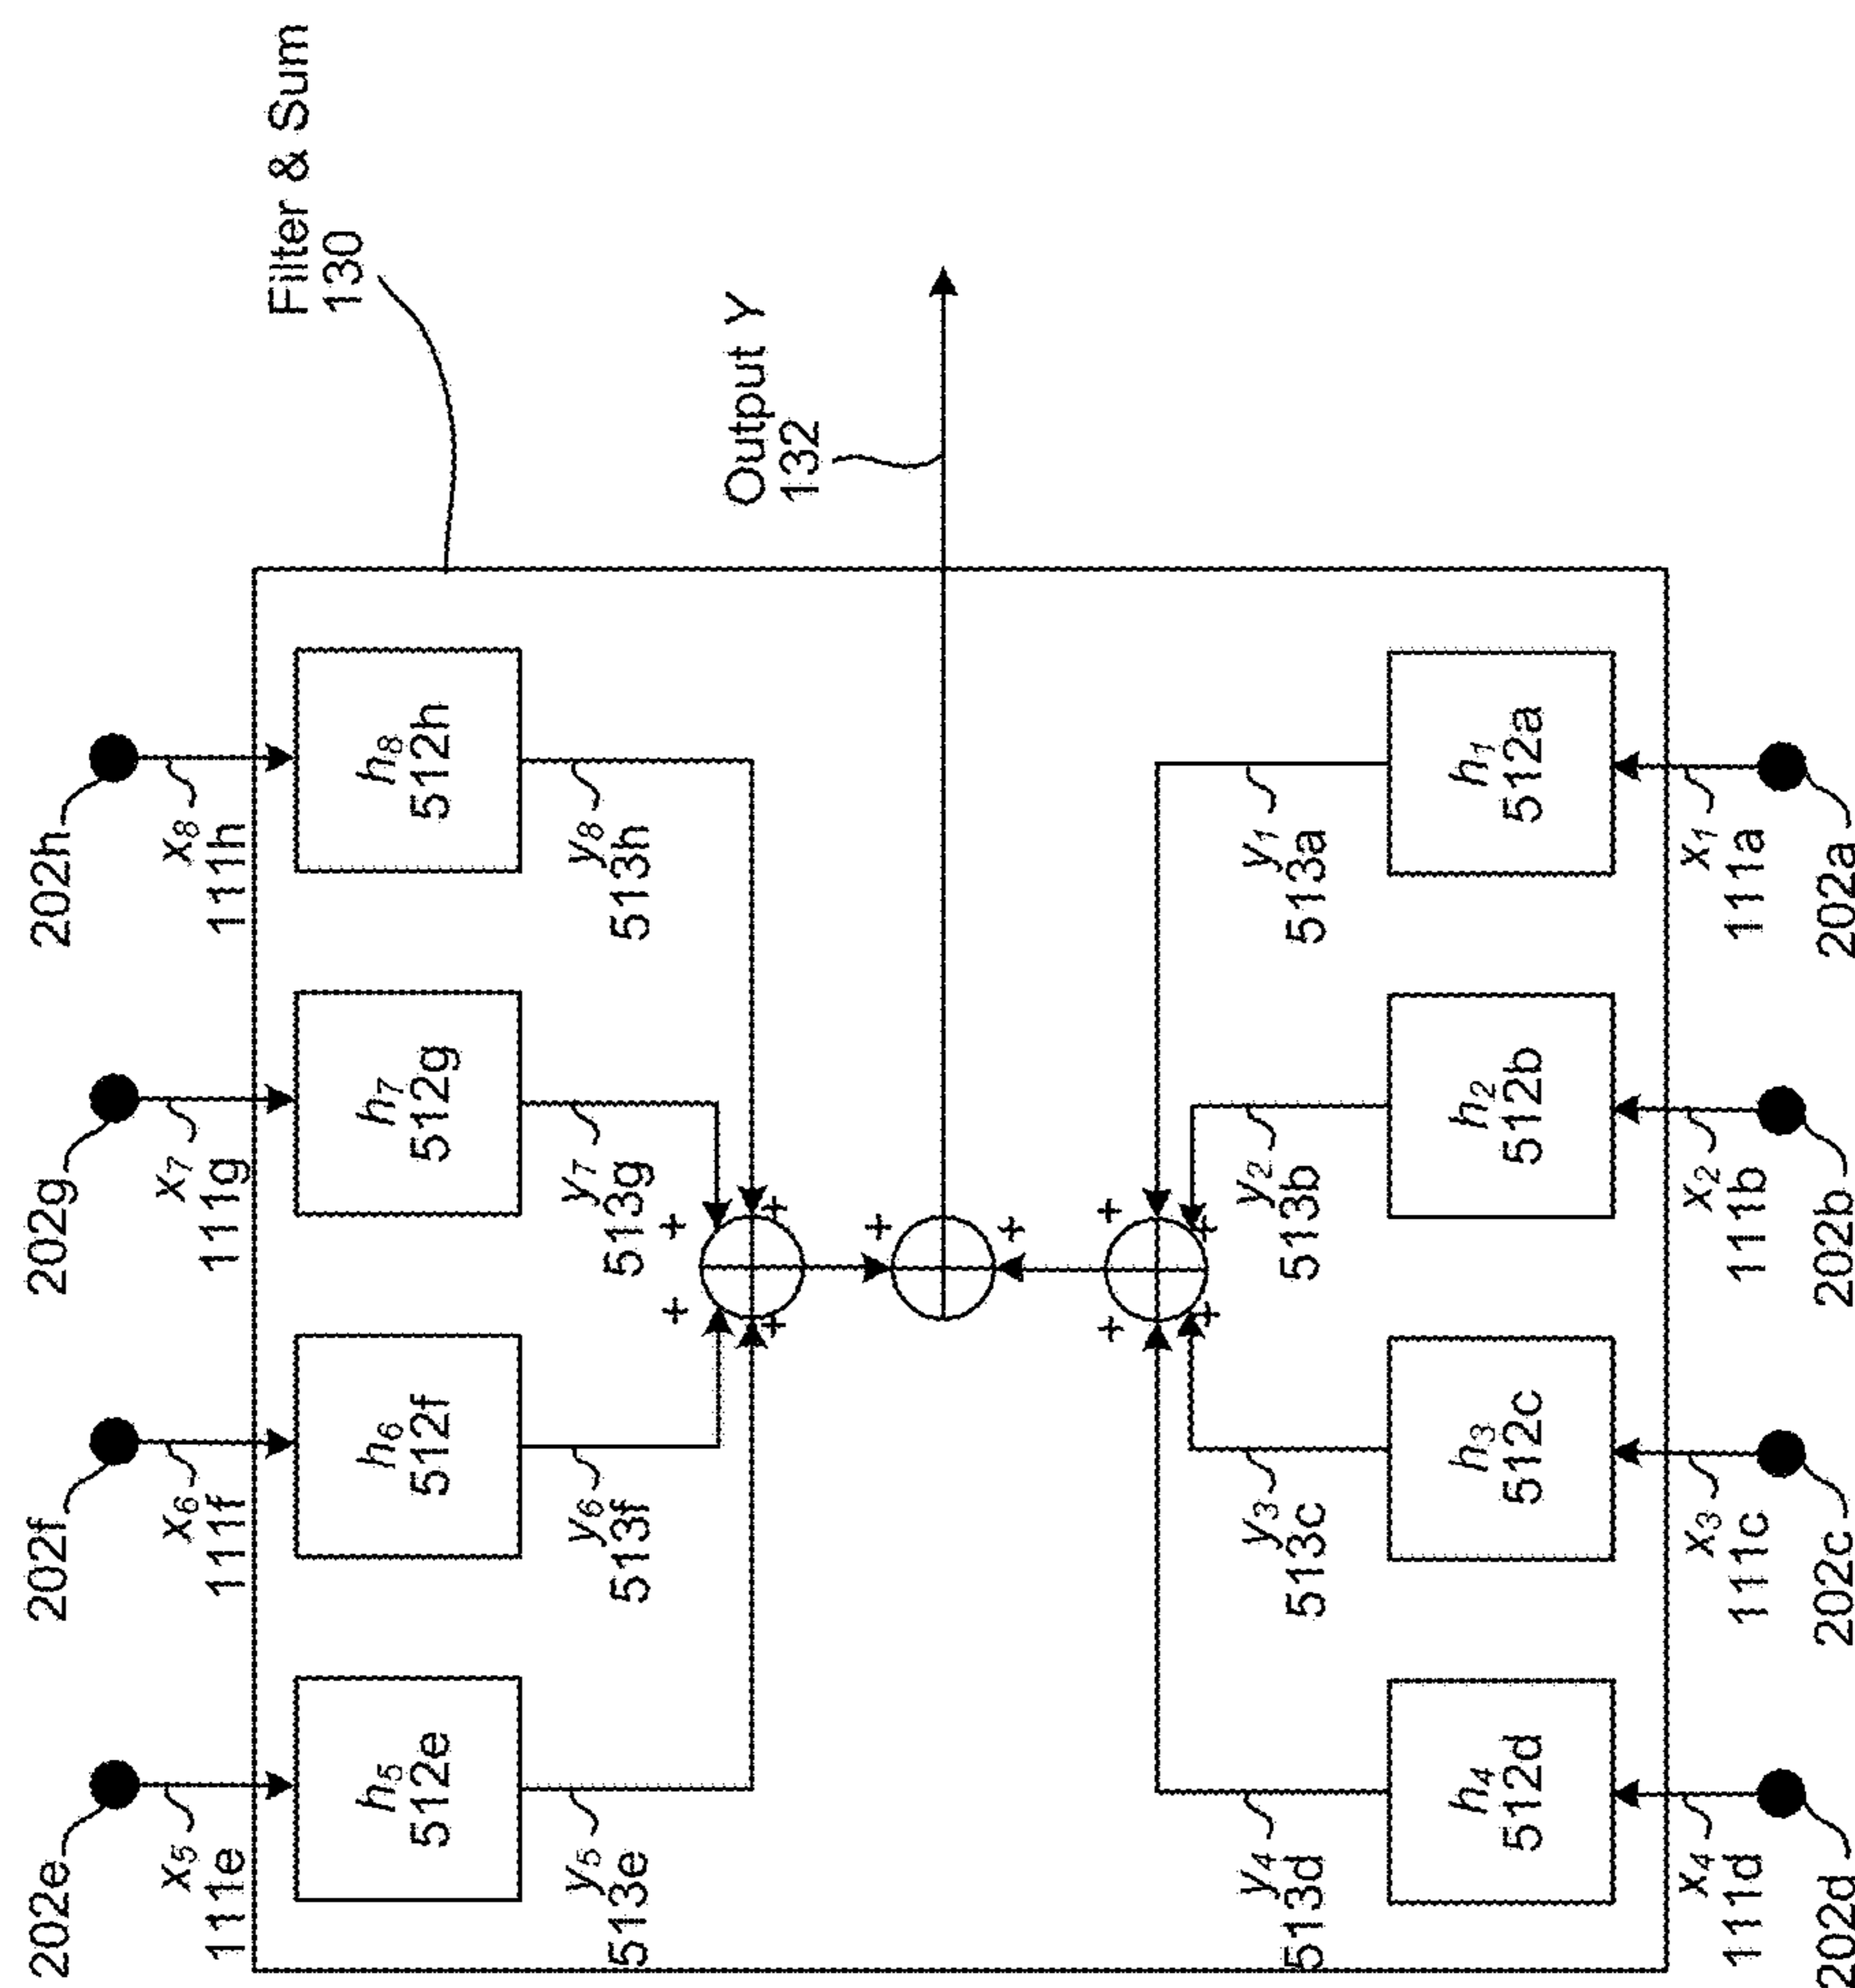 202e
202f
202g
202h
x5
111e
x6
111f
x7
111g
x8
111h
Filter & Sum
130
h5
512e
h6
512f
h7
512g
h8
512h
y5
513e
y6
513f
y7
513g
y8
513h
+
+
+
+
Output Y
132
+
+
+
+
+
+
y4
513d
y3
513c
y2
513b
y1
513a
h4
512d
h3
512c
h2
512b
h1
512a
x4
111d
x3
111c
x2
111b
x1
111a
202d
202c
202b
202a